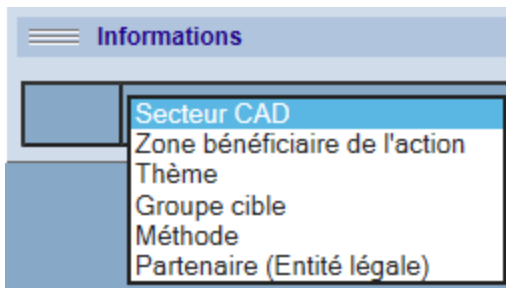 Informations
Secteur CAD
Zone bénéficiaire de l'action
Thème
Groupe cible
Méthode
Partenaire (Entité légale)